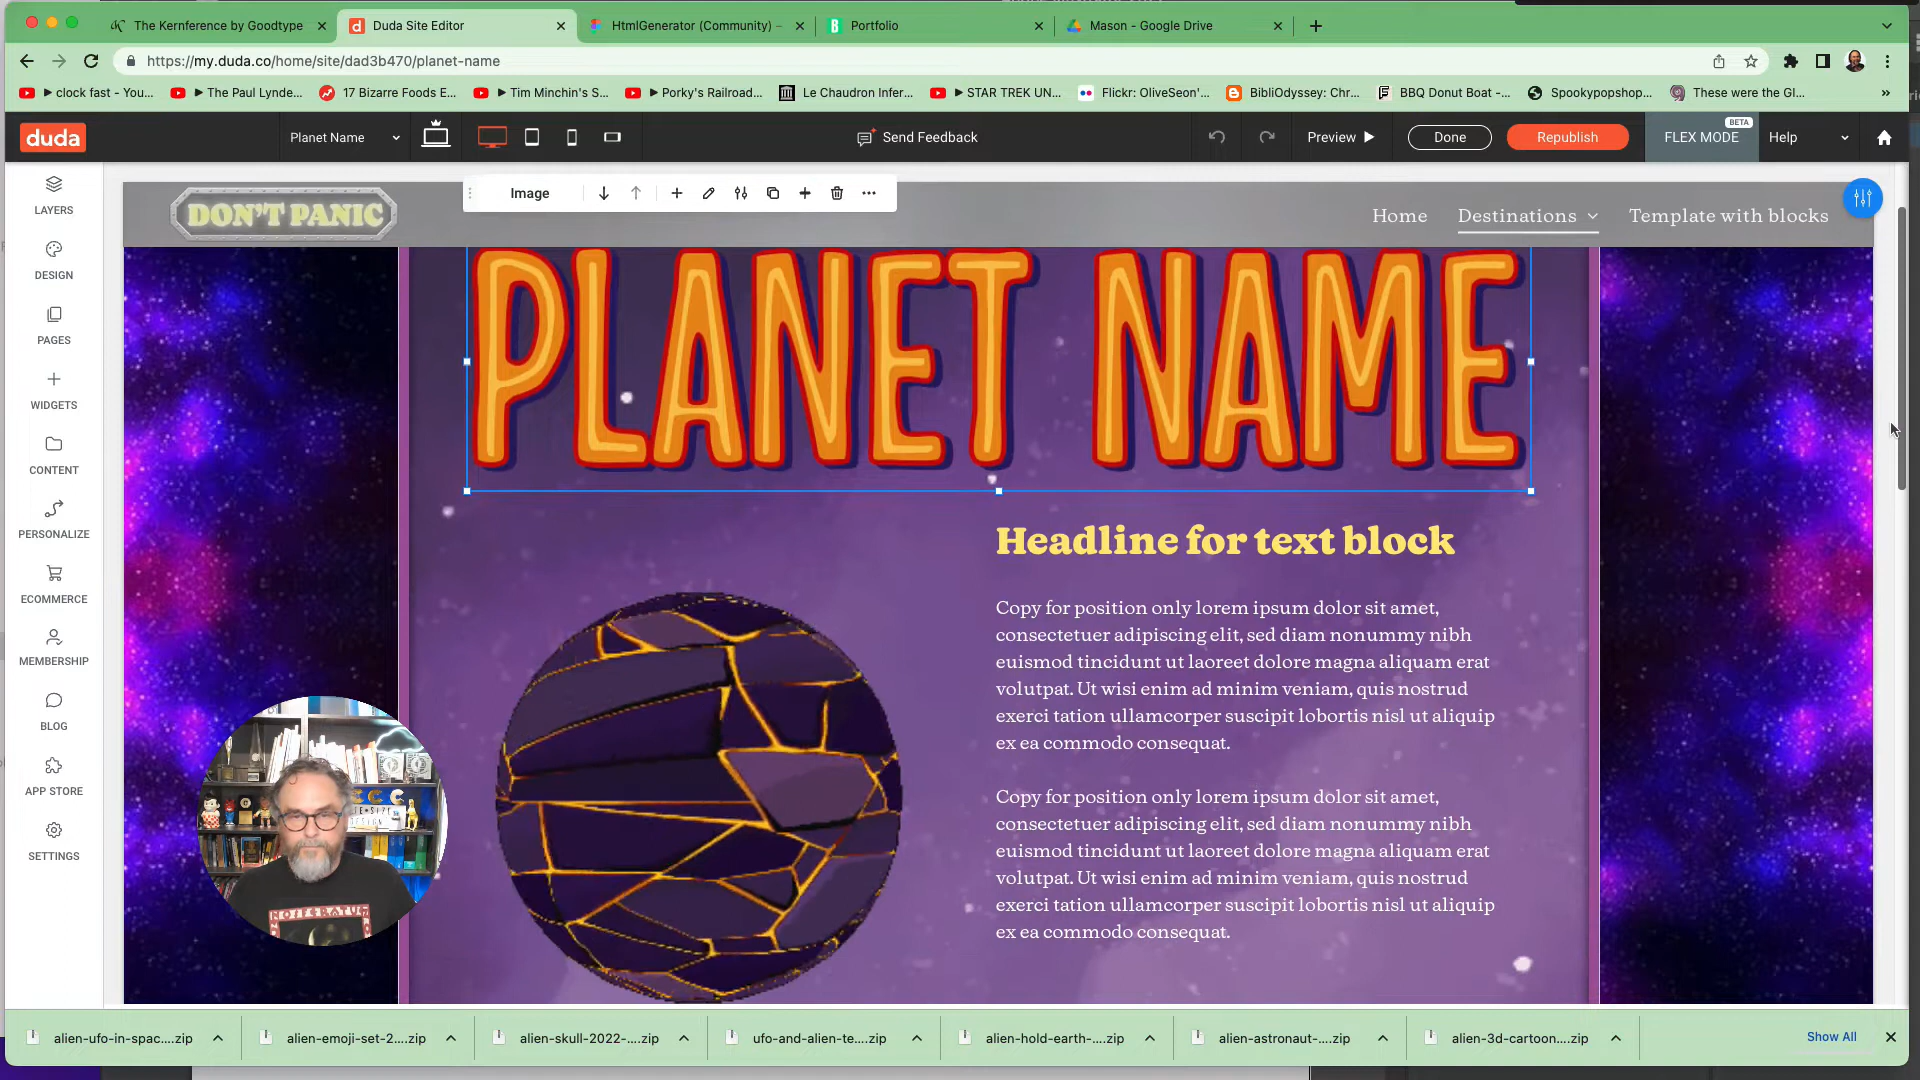 The Kernference by Goodtype
Duda Site Editor
HtmlGenerator (Community) –
Portfolio
Mason - Google Drive
https://my.duda.co/home/site/dad3b470/planet-name
clock fast - You...
The Paul Lynde...
17 Bizarre Foods E...
Tim Minchin's S...
Porky's Railroad...
Le Chaudron Infer...
STAR TREK UN...
Flickr: OliveSeon'...
BibliOdyssey: Chr...
BBQ Donut Boat -...
Spookypopshop...
These were the Gl...
duda
Planet Name
Send Feedback
Preview
Done
Republish
FLEX MODE
BETA
Help
LAYERS
DESIGN
PAGES
WIDGETS
CONTENT
PERSONALIZE
ECOMMERCE
MEMBERSHIP
BLOG
APP STORE
SETTINGS
DON'T PANIC
Image
Home
Destinations
Template with blocks
PLANET NAME
Headline for text block
Copy for position only lorem ipsum dolor sit amet,
consectetuer adipiscing elit, sed diam nonummy nibh
euismod tincidunt ut laoreet dolore magna aliquam erat
volutpat. Ut wisi enim ad minim veniam, quis nostrud
exerci tation ullamcorper suscipit lobortis nisl ut aliquip
ex ea commodo consequat.
Copy for position only lorem ipsum dolor sit amet,
consectetuer adipiscing elit, sed diam nonummy nibh
euismod tincidunt ut laoreet dolore magna aliquam erat
volutpat. Ut wisi enim ad minim veniam, quis nostrud
exerci tation ullamcorper suscipit lobortis nisl ut aliquip
ex ea commodo consequat.
NOSFERATU
DESIGN
alien-ufo-in-spac....zip
alien-emoji-set-2....zip
alien-skull-2022-....zip
ufo-and-alien-te....zip
alien-hold-earth-....zip
alien-astronaut-....zip
alien-3d-cartoon....zip
Show All